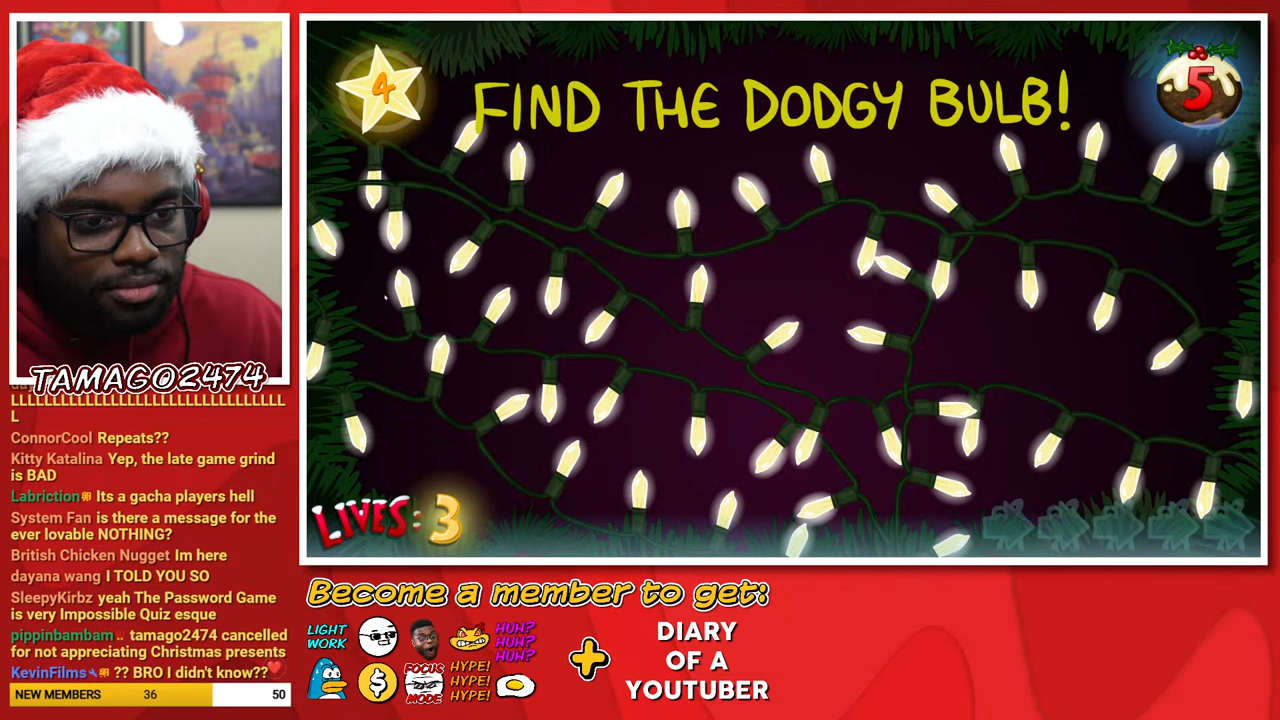 4
FIND THE DODGY BULB!
5
LIVES: 3
TAMAGO2474
LLLLLLLLLLLLLLLLLLLLLLLLLLLLLLLLL
L
ConnorCool Repeats??
Kitty Katalina Yep, the late game grind
is BAD
Labriction Its a gacha players hell
System Fan is there a message for the
ever lovable NOTHING?
British Chicken Nugget Im here
dayana wang I TOLD YOU SO
SleepyKirbz yeah The Password Game
is very Impossible Quiz esque
pippinbambam .. tamago2474 cancelled
for not appreciating Christmas presents
KevinFilms ?? BRO I didn't know??
NEW MEMBERS 36 50
Become a member to get:
LIGHT
WORK
HUH?
HUH?
HUH?
FOCUS
MODE
HYPE!
HYPE!
HYPE!
DIARY
OF A
YOUTUBER